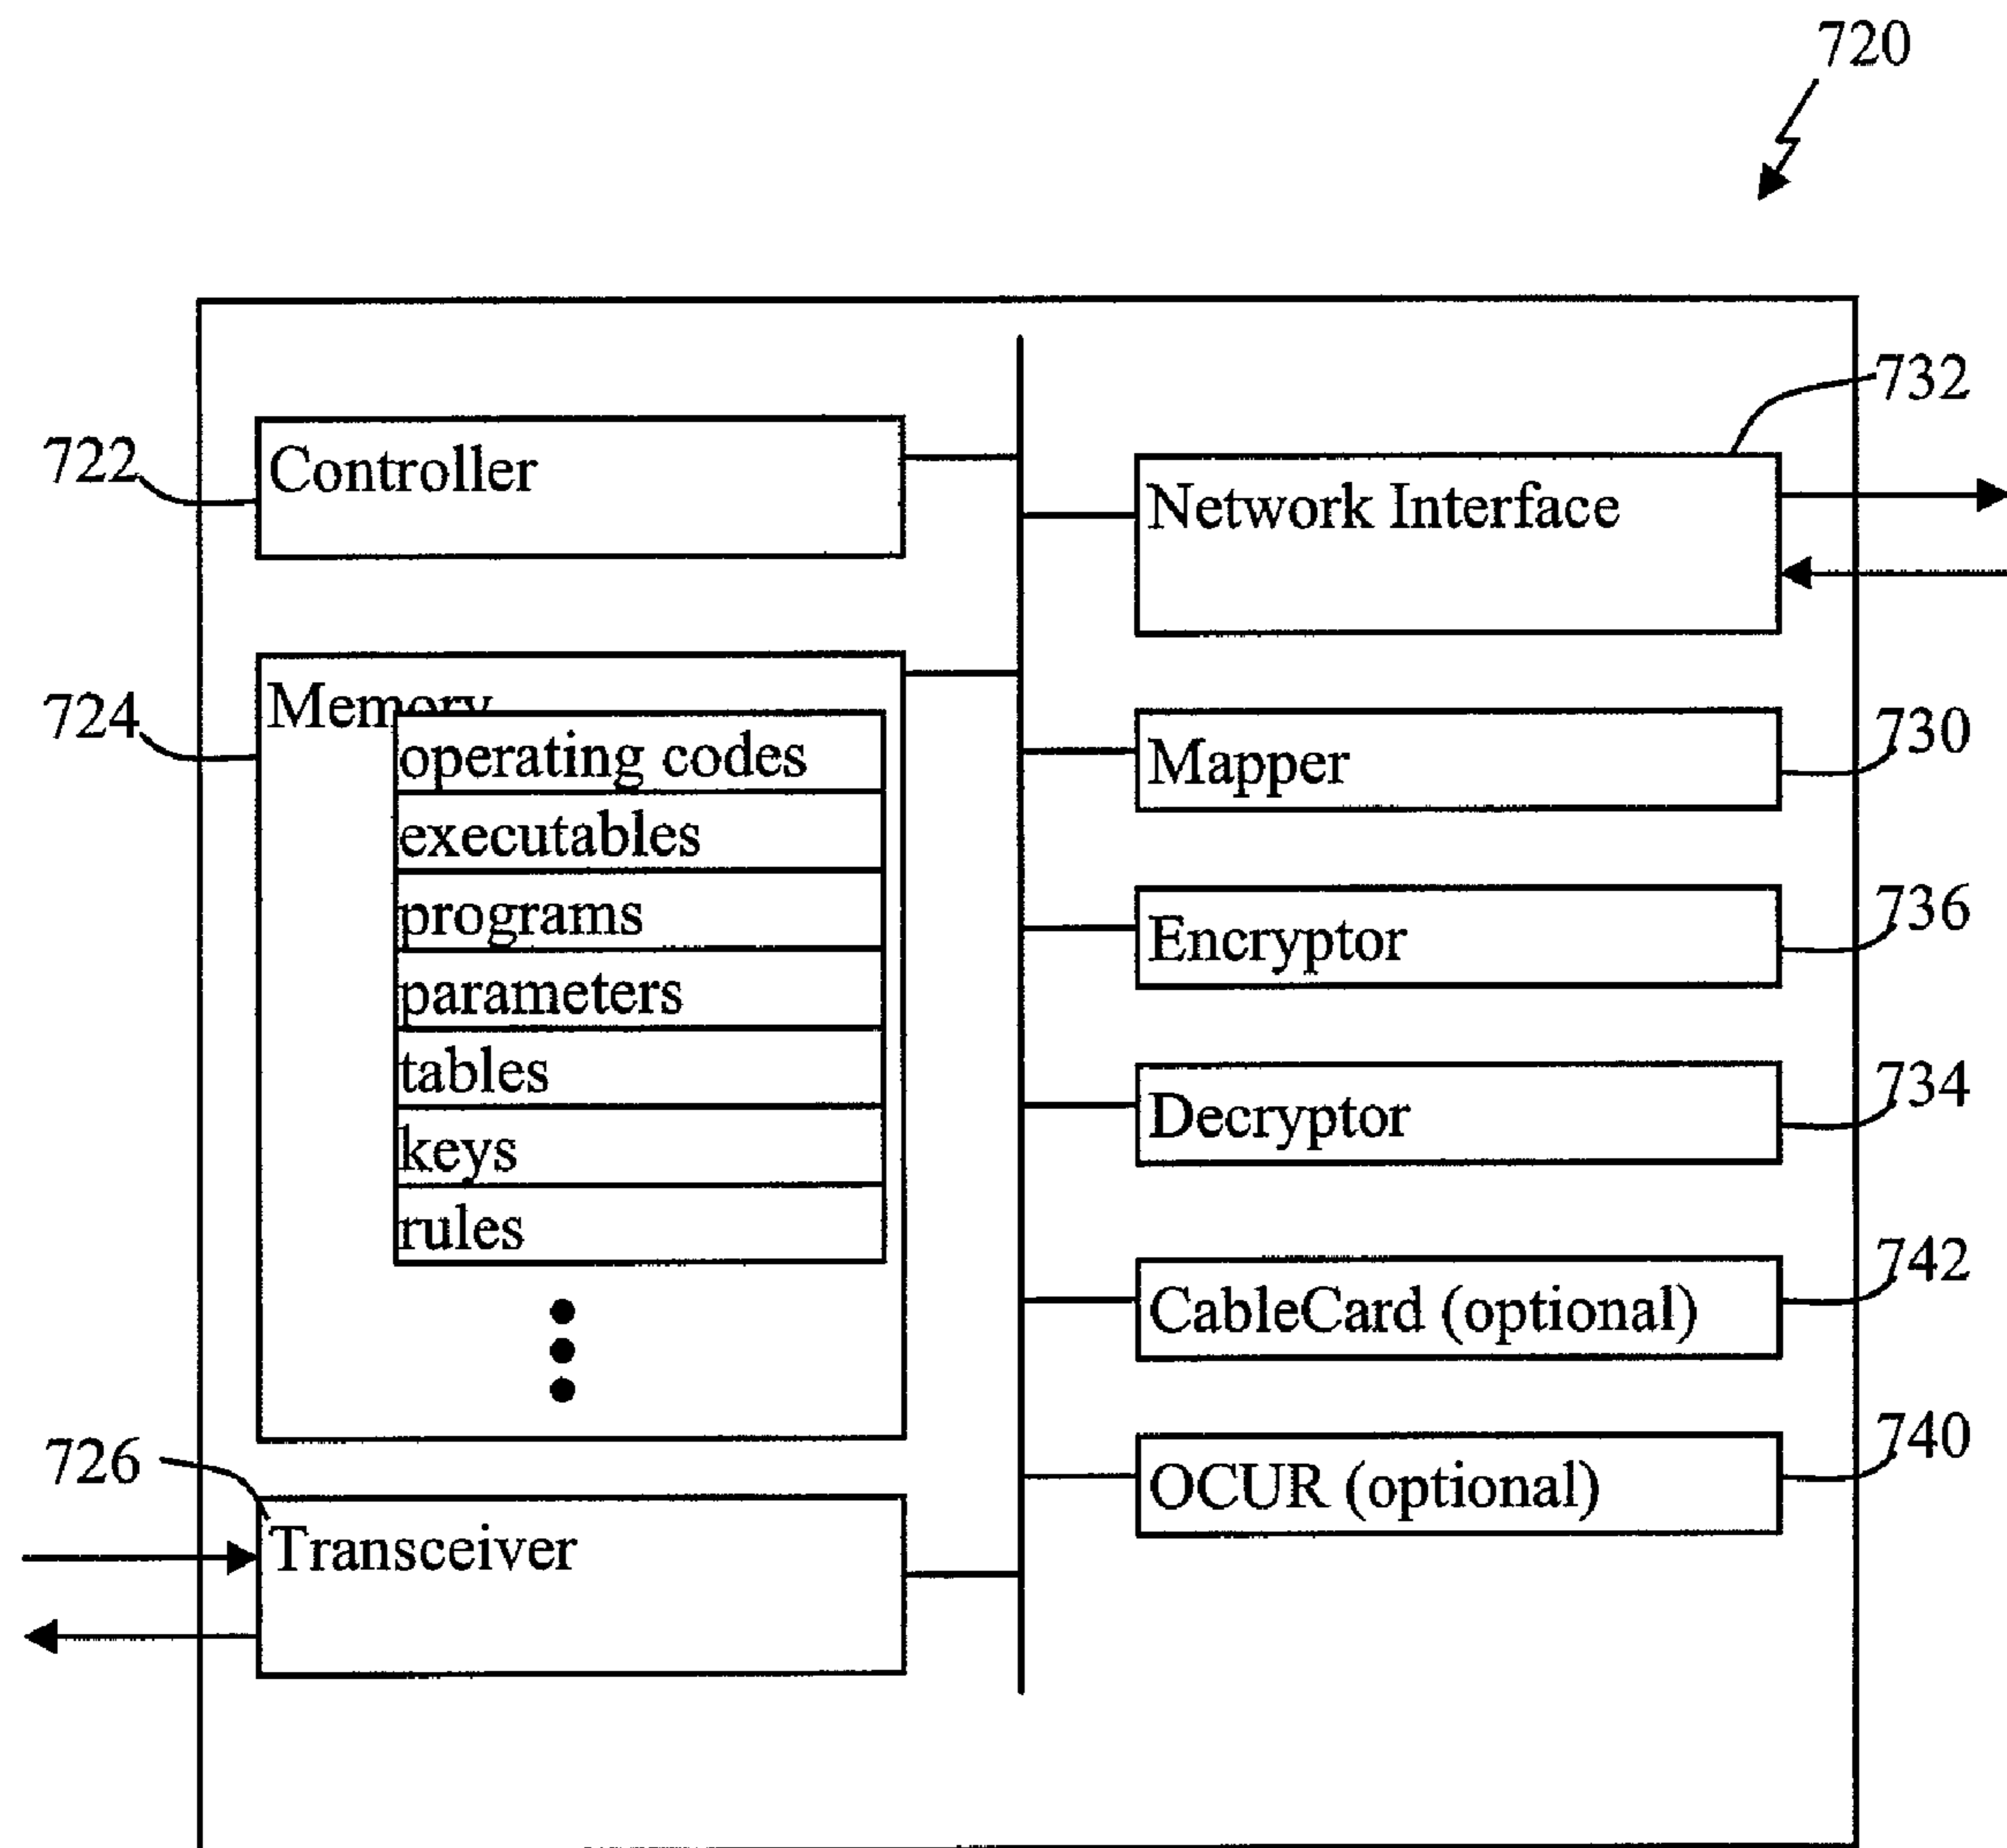 720
732
722
Controller
Network Interface
724
Memory
operating codes
executables
programs
parameters
tables
keys
rules
730
Mapper
736
Encryptor
734
Decryptor
742
CableCard (optional)
740
OCUR (optional)
726
Transceiver